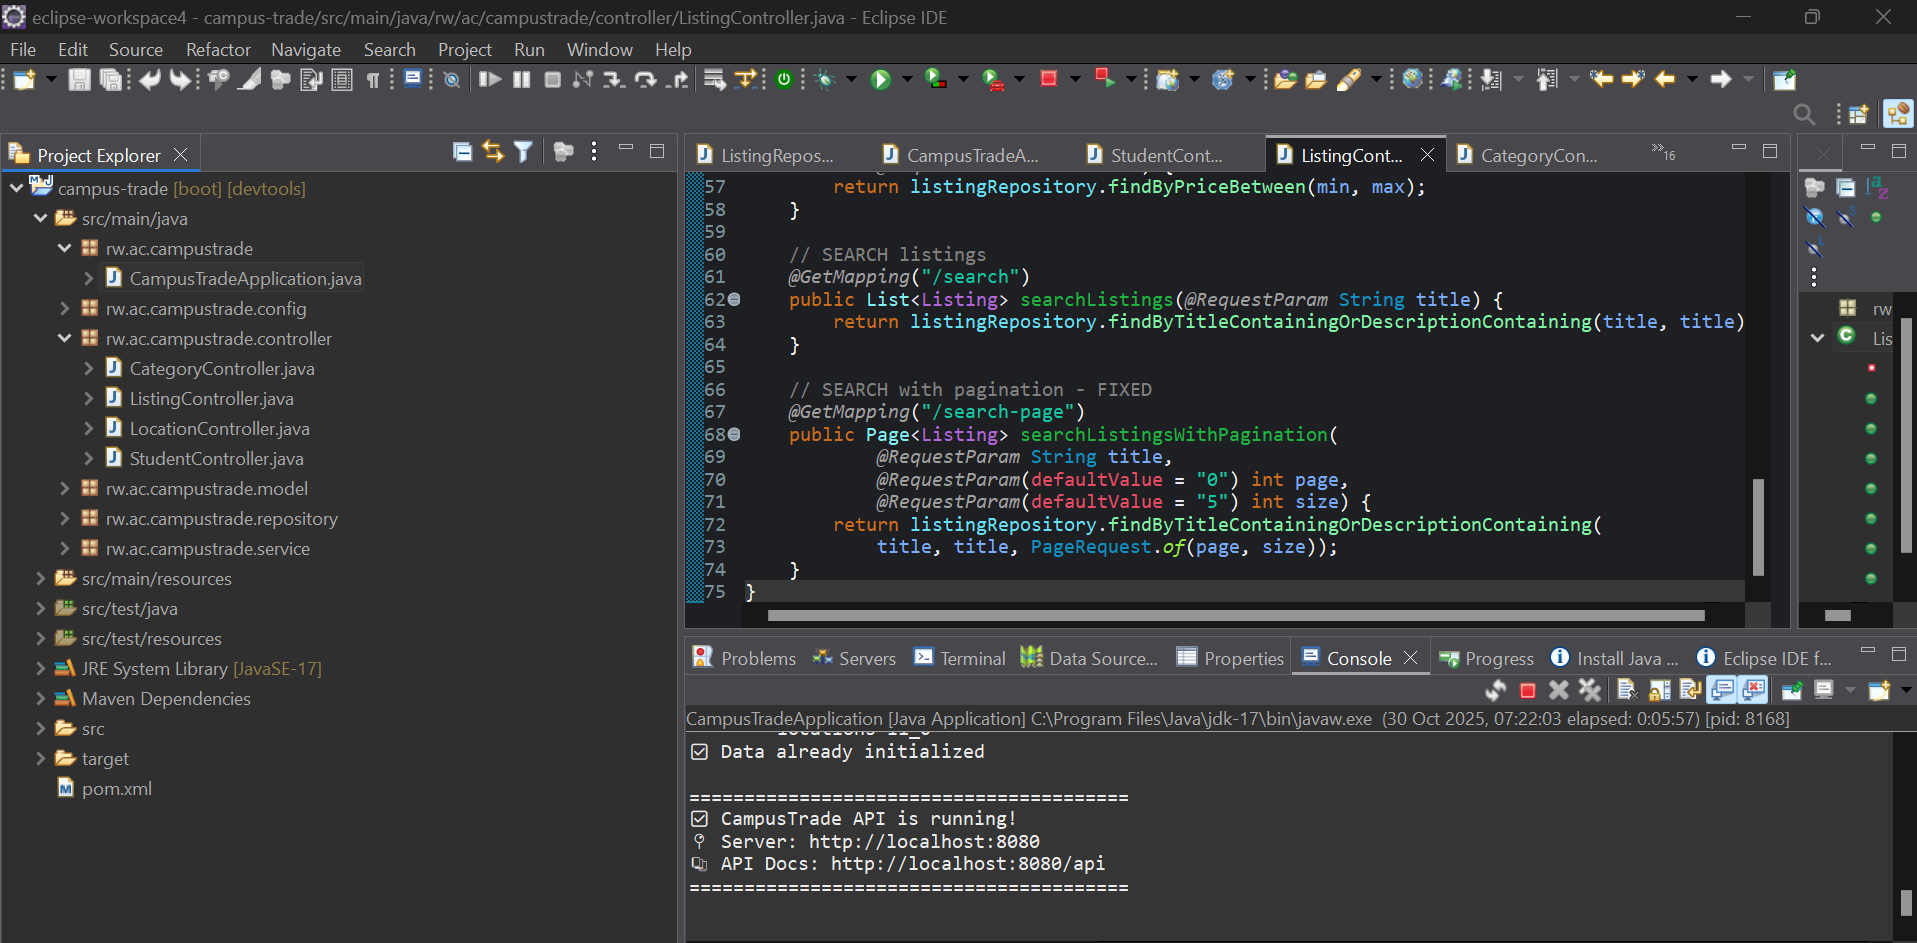 eclipse-workspace4 - campus-trade/src/main/java/rw/ac/campustrade/controller/ListingController.java - Eclipse IDE
File Edit Source Refactor Navigate Search Project Run Window Help
Project Explorer
campus-trade [boot] [devtools]
src/main/java
rw.ac.campustrade
CampusTradeApplication.java
rw.ac.campustrade.config
rw.ac.campustrade.controller
CategoryController.java
ListingController.java
LocationController.java
StudentController.java
rw.ac.campustrade.model
rw.ac.campustrade.repository
rw.ac.campustrade.service
src/main/resources
src/test/java
src/test/resources
JRE System Library [JavaSE-17]
Maven Dependencies
src
target
pom.xml
ListingRepos... CampusTradeA... StudentCont... ListingCont... CategoryCon... »16
57 return listingRepository.findByPriceBetween(min, max);
58 }
59
60 // SEARCH listings
61 @GetMapping("/search")
62 public List<Listing> searchListings(@RequestParam String title) {
63 return listingRepository.findByTitleContainingOrDescriptionContaining(title, title)
64 }
65
66 // SEARCH with pagination - FIXED
67 @GetMapping("/search-page")
68 public Page<Listing> searchListingsWithPagination(
69 @RequestParam String title,
70 @RequestParam(defaultValue = "0") int page,
71 @RequestParam(defaultValue = "5") int size) {
72 return listingRepository.findByTitleContainingOrDescriptionContaining(
73 title, title, PageRequest.of(page, size));
74 }
75 }
rw
Lis
Problems Servers Terminal Data Source... Properties Console Progress Install Java ... Eclipse IDE f...
CampusTradeApplication [Java Application] C:\Program Files\Java\jdk-17\bin\javaw.exe (30 Oct 2025, 07:22:03 elapsed: 0:05:57) [pid: 8168]
Data already initialized
========================================
CampusTrade API is running!
Server: http://localhost:8080
API Docs: http://localhost:8080/api
========================================